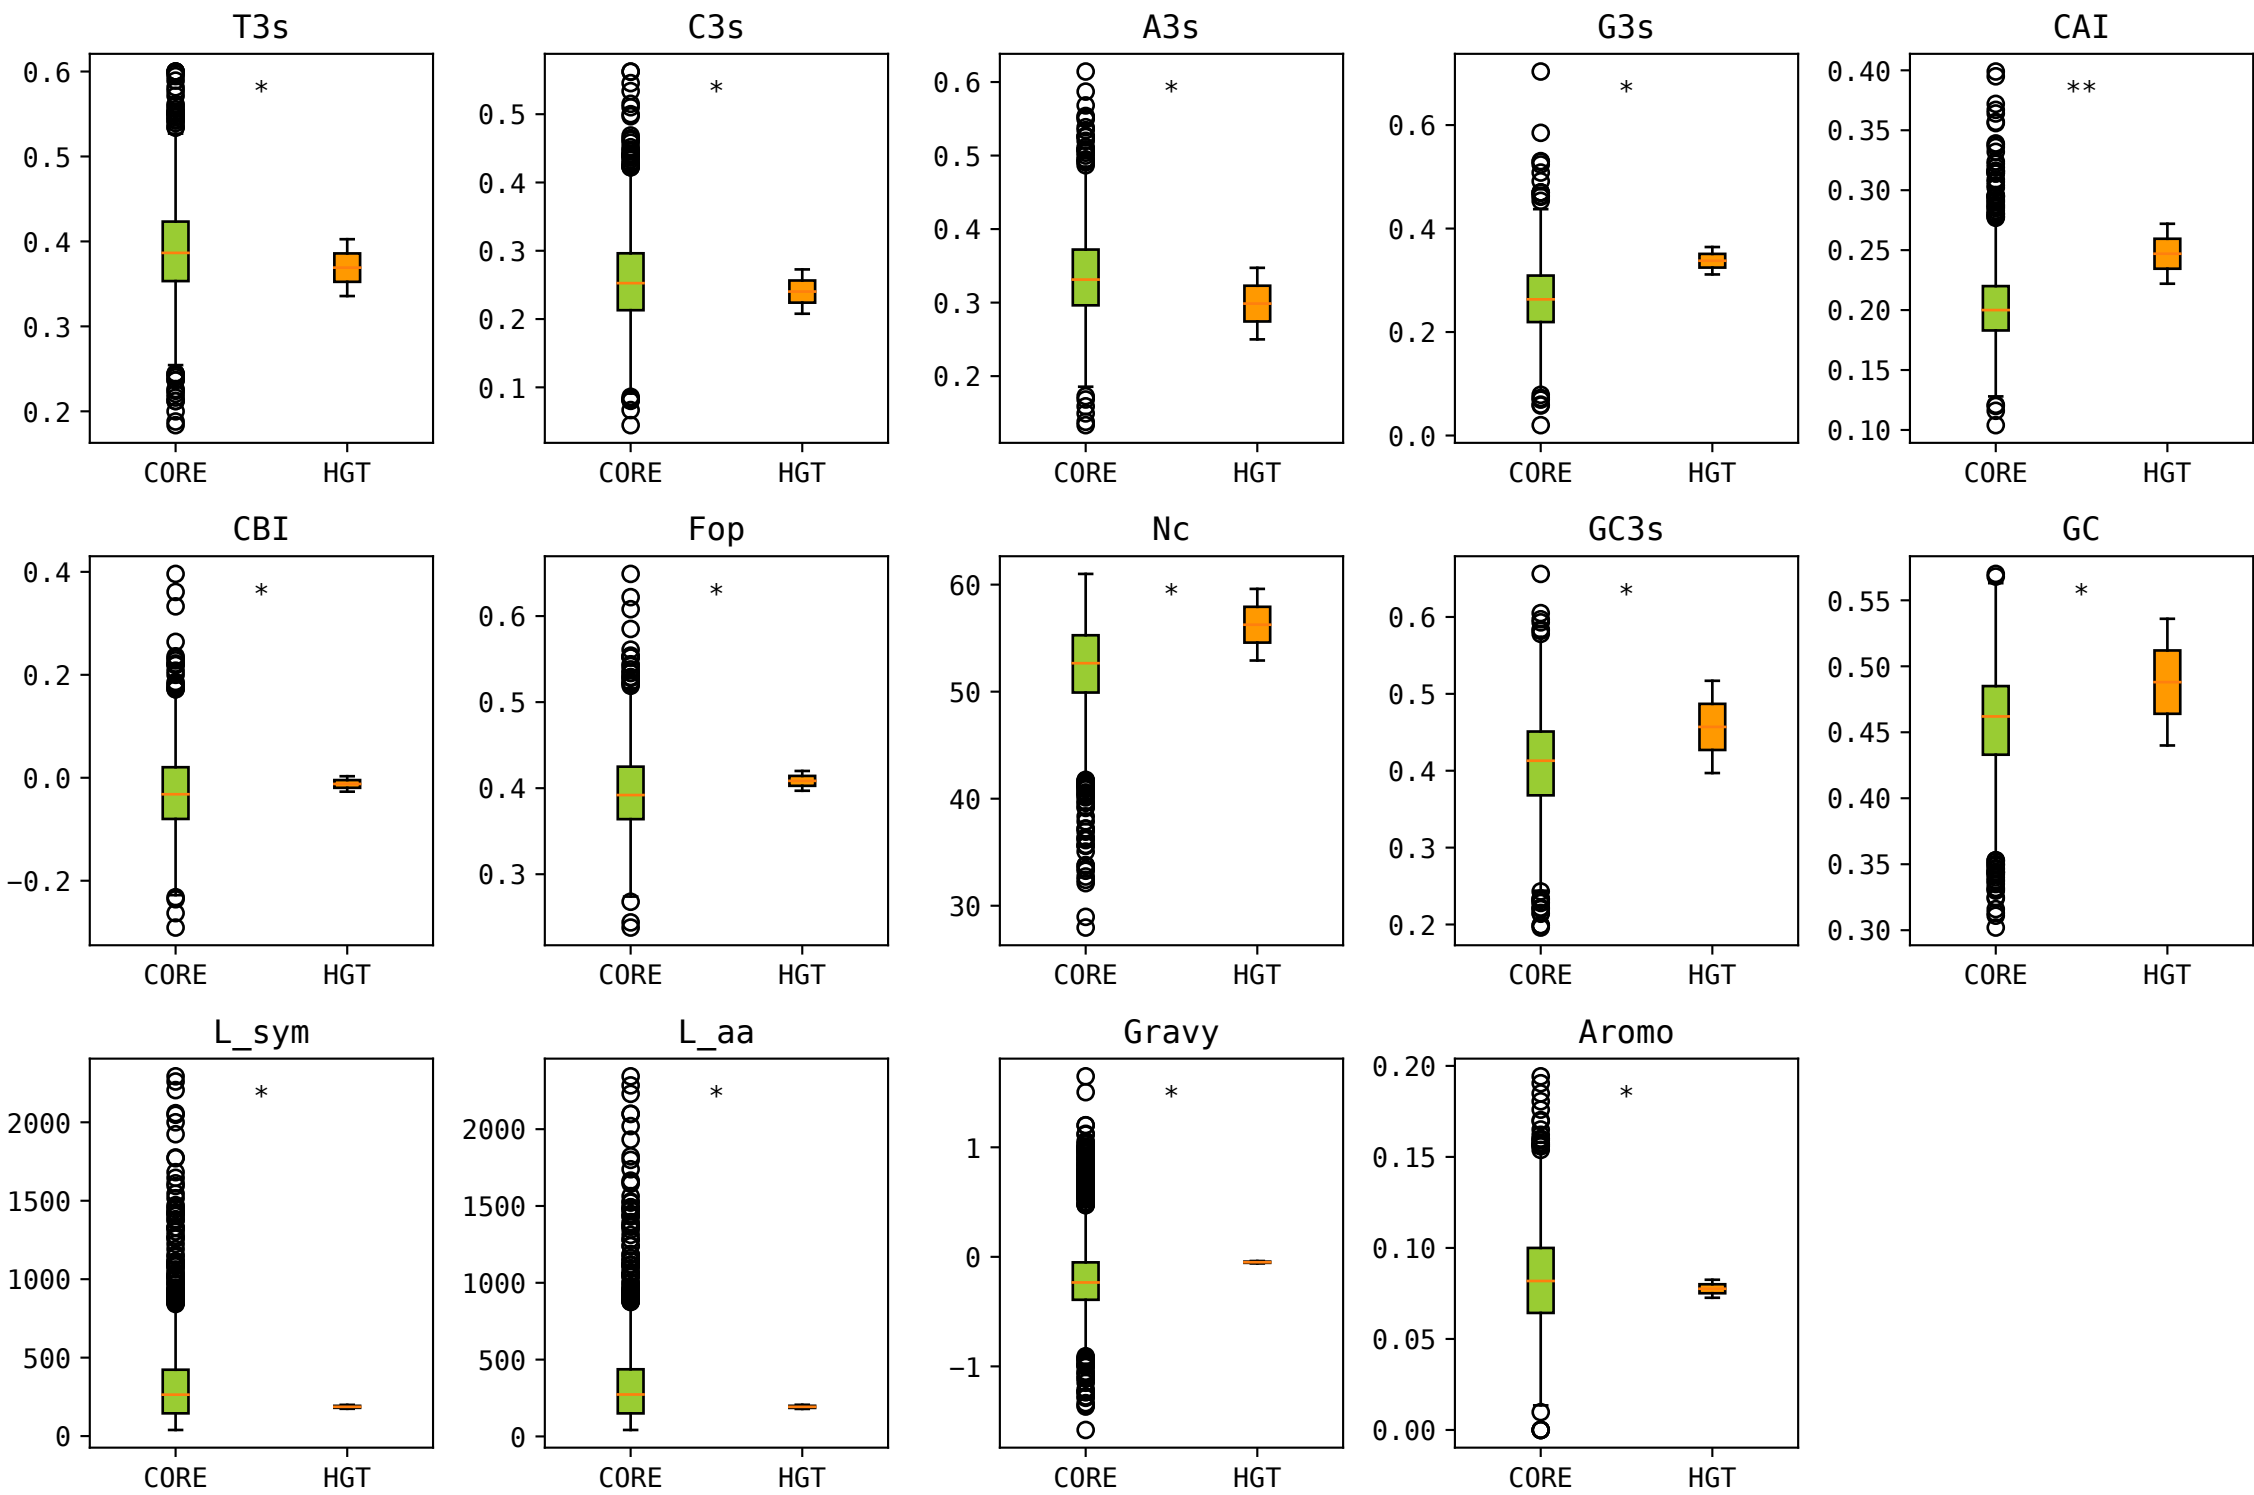 T3s
C3s
A3s
G3s
CAI
0.6
0.5
0.4
0.3
0.2
*
CORE
HGT
0.5
0.4
0.3
0.2
0.1
*
CORE
HGT
0.6
0.5
0.4
0.3
0.2
*
CORE
HGT
0.6
0.4
0.2
0.0
*
CORE
HGT
0.40
0.35
0.30
0.25
0.20
0.15
0.10
**
CORE
HGT
CBI
Fop
Nc
GC3s
GC
0.4
0.2
0.0
−0.2
*
CORE
HGT
0.6
0.5
0.4
0.3
*
CORE
HGT
60
50
40
30
*
CORE
HGT
0.6
0.5
0.4
0.3
0.2
*
CORE
HGT
0.55
0.50
0.45
0.40
0.35
0.30
*
CORE
HGT
L_sym
L_aa
Gravy
Aromo
2000
1500
1000
500
0
*
CORE
HGT
2000
1500
1000
500
0
*
CORE
HGT
1
0
−1
*
CORE
HGT
0.20
0.15
0.10
0.05
0.00
*
CORE
HGT